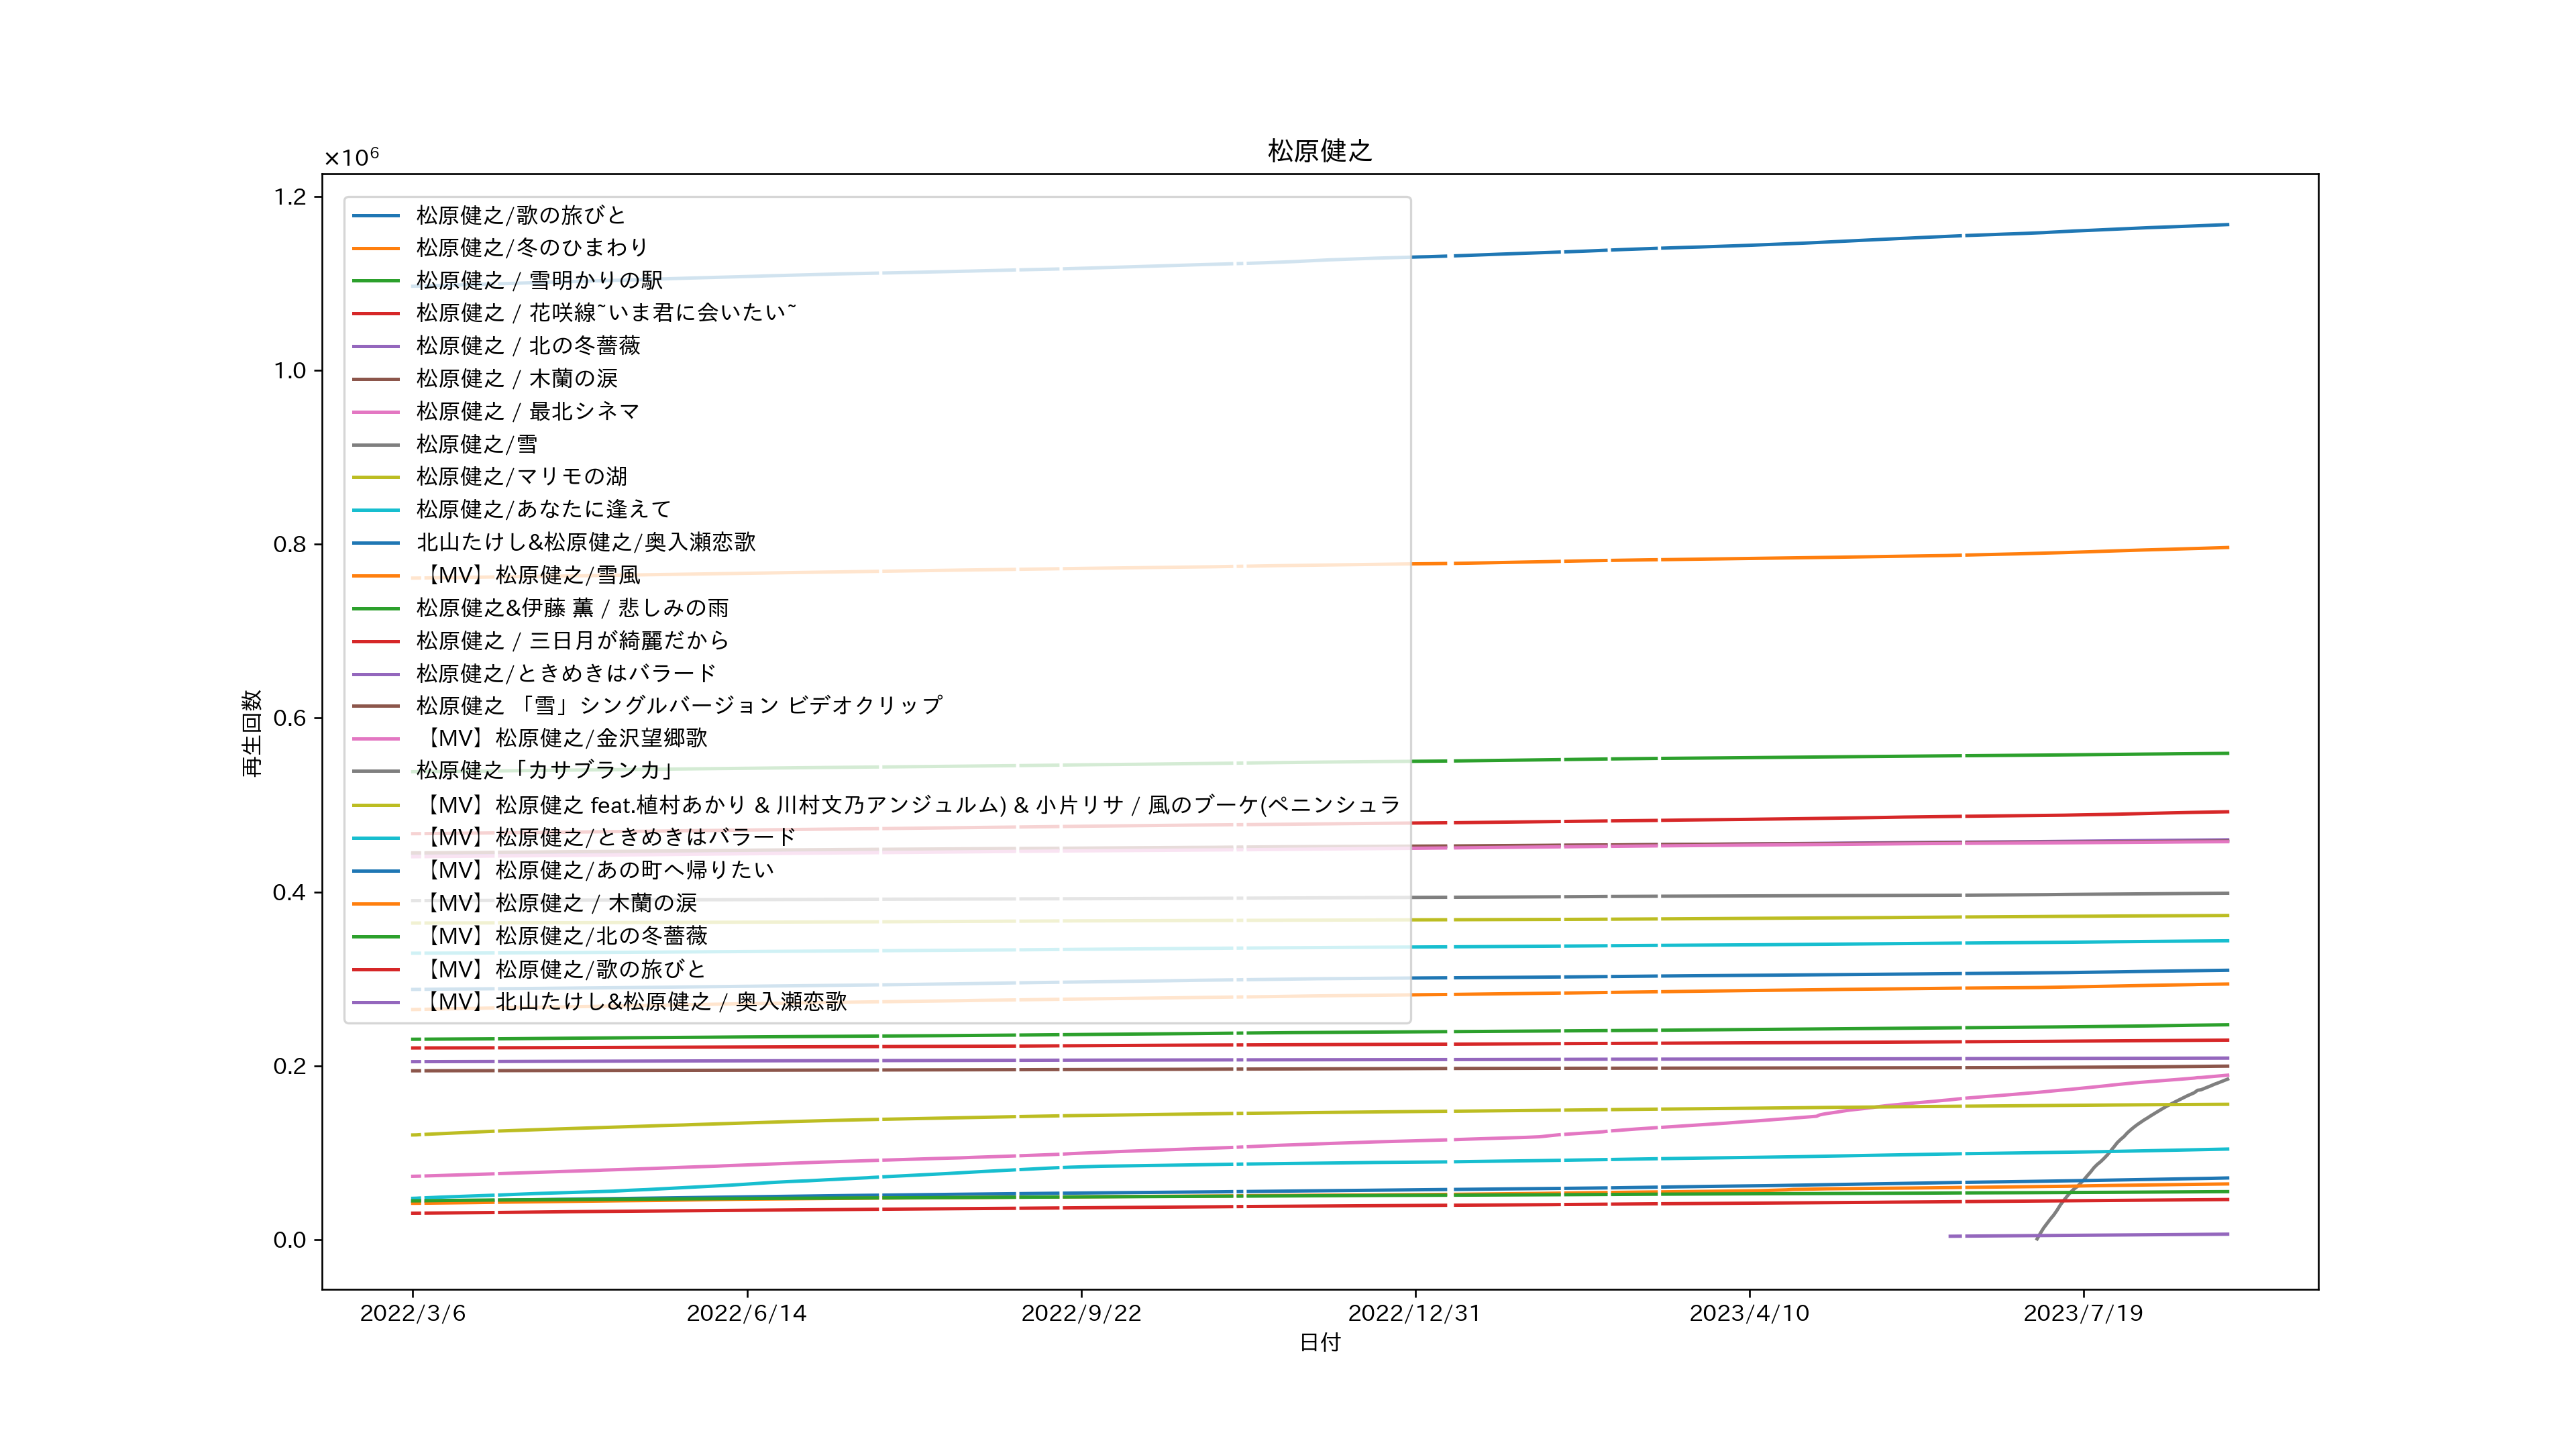 松原健之
×10⁶
1.2
1.0
0.8
0.6
0.4
0.2
0.0
再生回数
松原健之/歌の旅びと
松原健之/冬のひまわり
松原健之 / 雪明かりの駅
松原健之 / 花咲線~いま君に会いたい~
松原健之 / 北の冬薔薇
松原健之 / 木蘭の涙
松原健之 / 最北シネマ
松原健之/雪
松原健之/マリモの湖
松原健之/あなたに逢えて
北山たけし&松原健之/奥入瀬恋歌
【MV】松原健之/雪風
松原健之&伊藤 薫 / 悲しみの雨
松原健之 / 三日月が綺麗だから
松原健之/ときめきはバラード
松原健之 「雪」シングルバージョン ビデオクリップ
【MV】松原健之/金沢望郷歌
松原健之「カサブランカ」
【MV】松原健之 feat.植村あかり & 川村文乃アンジュルム) & 小片リサ / 風のブーケ(ペニンシュラ
【MV】松原健之/ときめきはバラード
【MV】松原健之/あの町へ帰りたい
【MV】松原健之 / 木蘭の涙
【MV】松原健之/北の冬薔薇
【MV】松原健之/歌の旅びと
【MV】北山たけし&松原健之 / 奥入瀬恋歌
2022/3/6
2022/6/14
2022/9/22
2022/12/31
2023/4/10
2023/7/19
日付